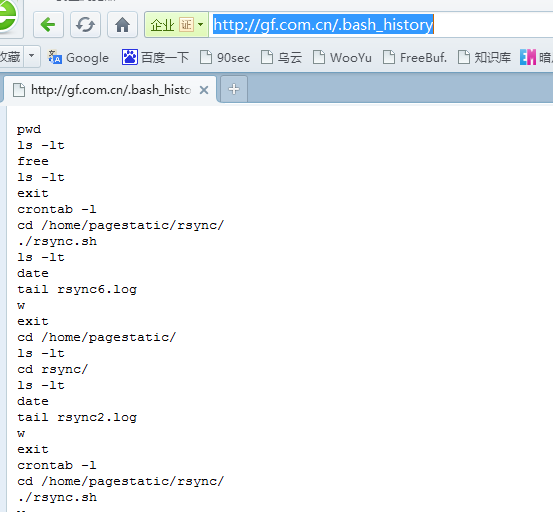 企业 证 http://gf.com.cn/.bash_history
收藏 Google 百度一下 90sec 乌云 WooYu FreeBuf. 知识库
http://gf.com.cn/.bash_histo
pwd
ls -lt
free
ls -lt
exit
crontab -l
cd /home/pagestatic/rsync/
./rsync.sh
ls -lt
date
tail rsync6.log
w
exit
cd /home/pagestatic/
ls -lt
cd rsync/
ls -lt
date
tail rsync2.log
w
exit
crontab -l
cd /home/pagestatic/rsync/
./rsync.sh